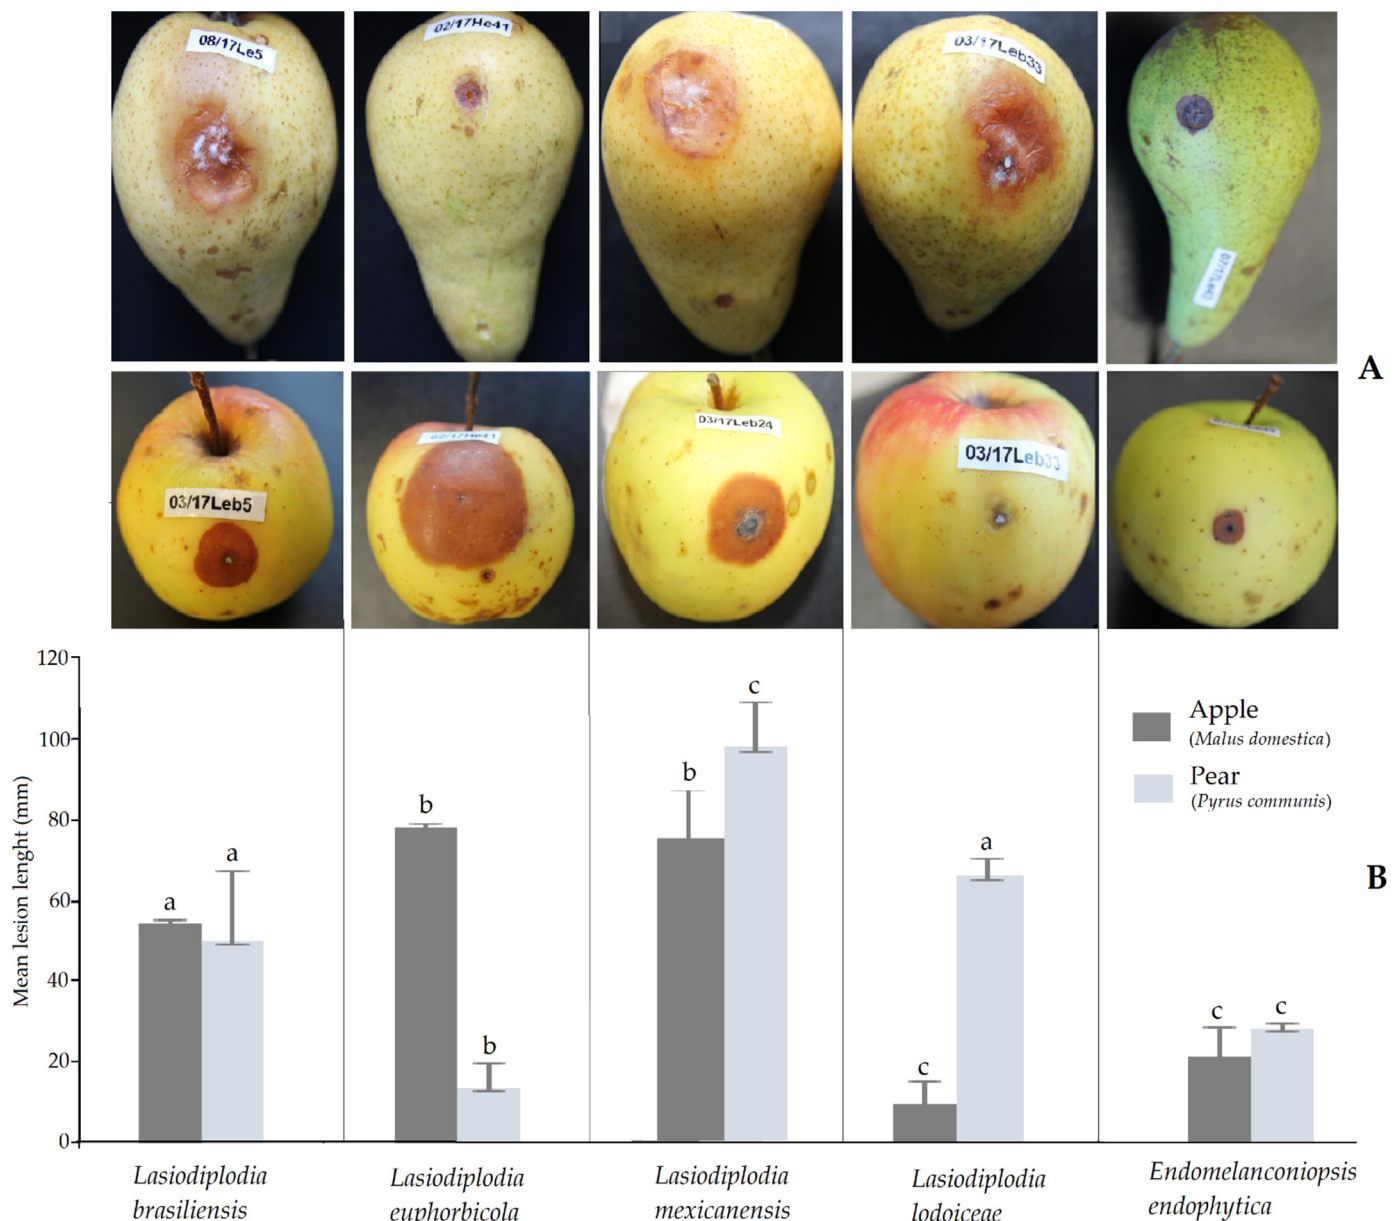 08/17Le5
02/17He41
03/17Leb33
A
03/17Leb5
02/17He41
03/17Leb24
03/17Leb33
120
100
80
60
40
20
0
Mean lesion lenght (mm)
a
a
b
b
b
c
c
a
c
c
Apple
(Malus domestica)
Pear
(Pyrus communis)
B
Lasiodiplodia
brasiliensis
Lasiodiplodia
euphorbicola
Lasiodiplodia
mexicanensis
Lasiodiplodia
lodoiceae
Endomelanconiopsis
endophytica